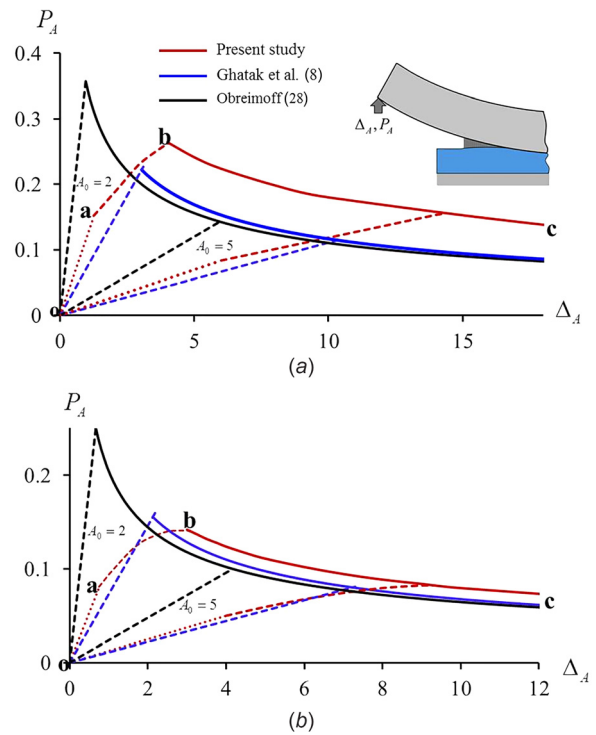 P_A
0.4
0.3
0.2
0.1
0
Present study
Ghatak et al. (8)
Obreimoff (28)
Δ_A, P_A
b
A_0 = 2
a
A_0 = 5
c
o
0
5
10
15
Δ_A
(a)
P_A
0.2
0.1
0
b
A_0 = 2
a
A_0 = 5
c
o
0
2
4
6
8
10
12
Δ_A
(b)